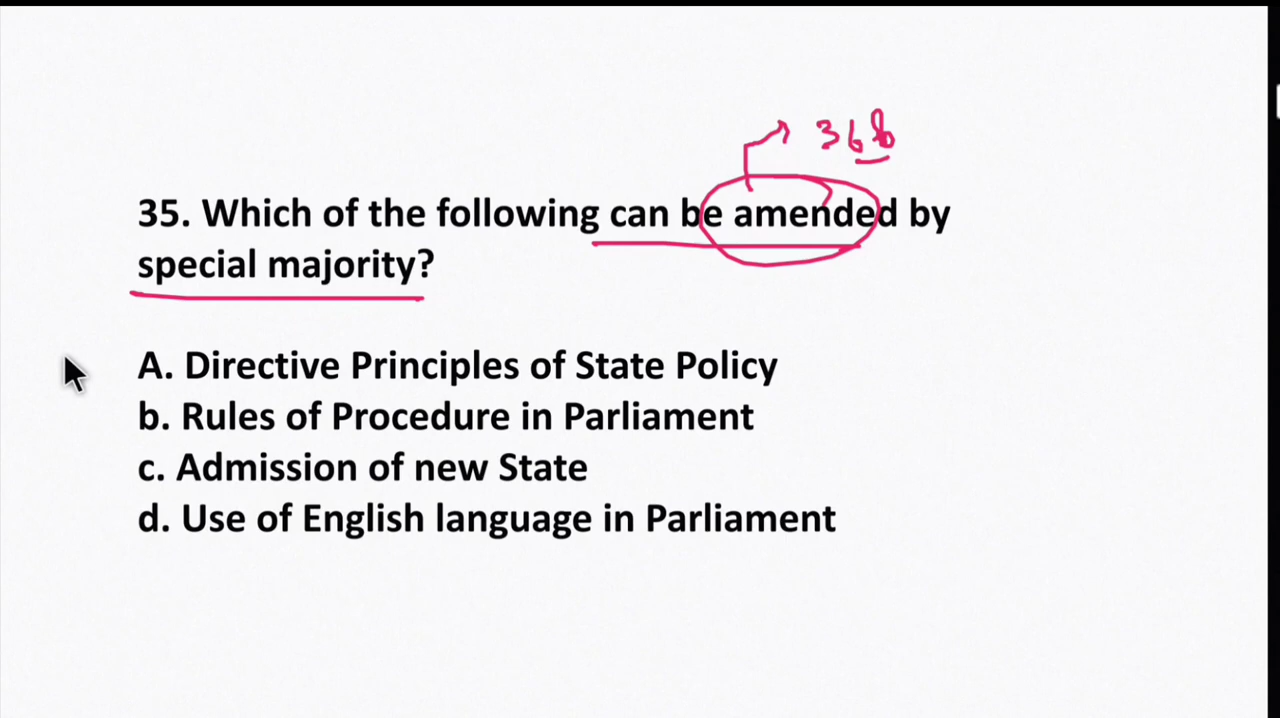 368
35. Which of the following can be amended by
special majority?
A. Directive Principles of State Policy
b. Rules of Procedure in Parliament
c. Admission of new State
d. Use of English language in Parliament